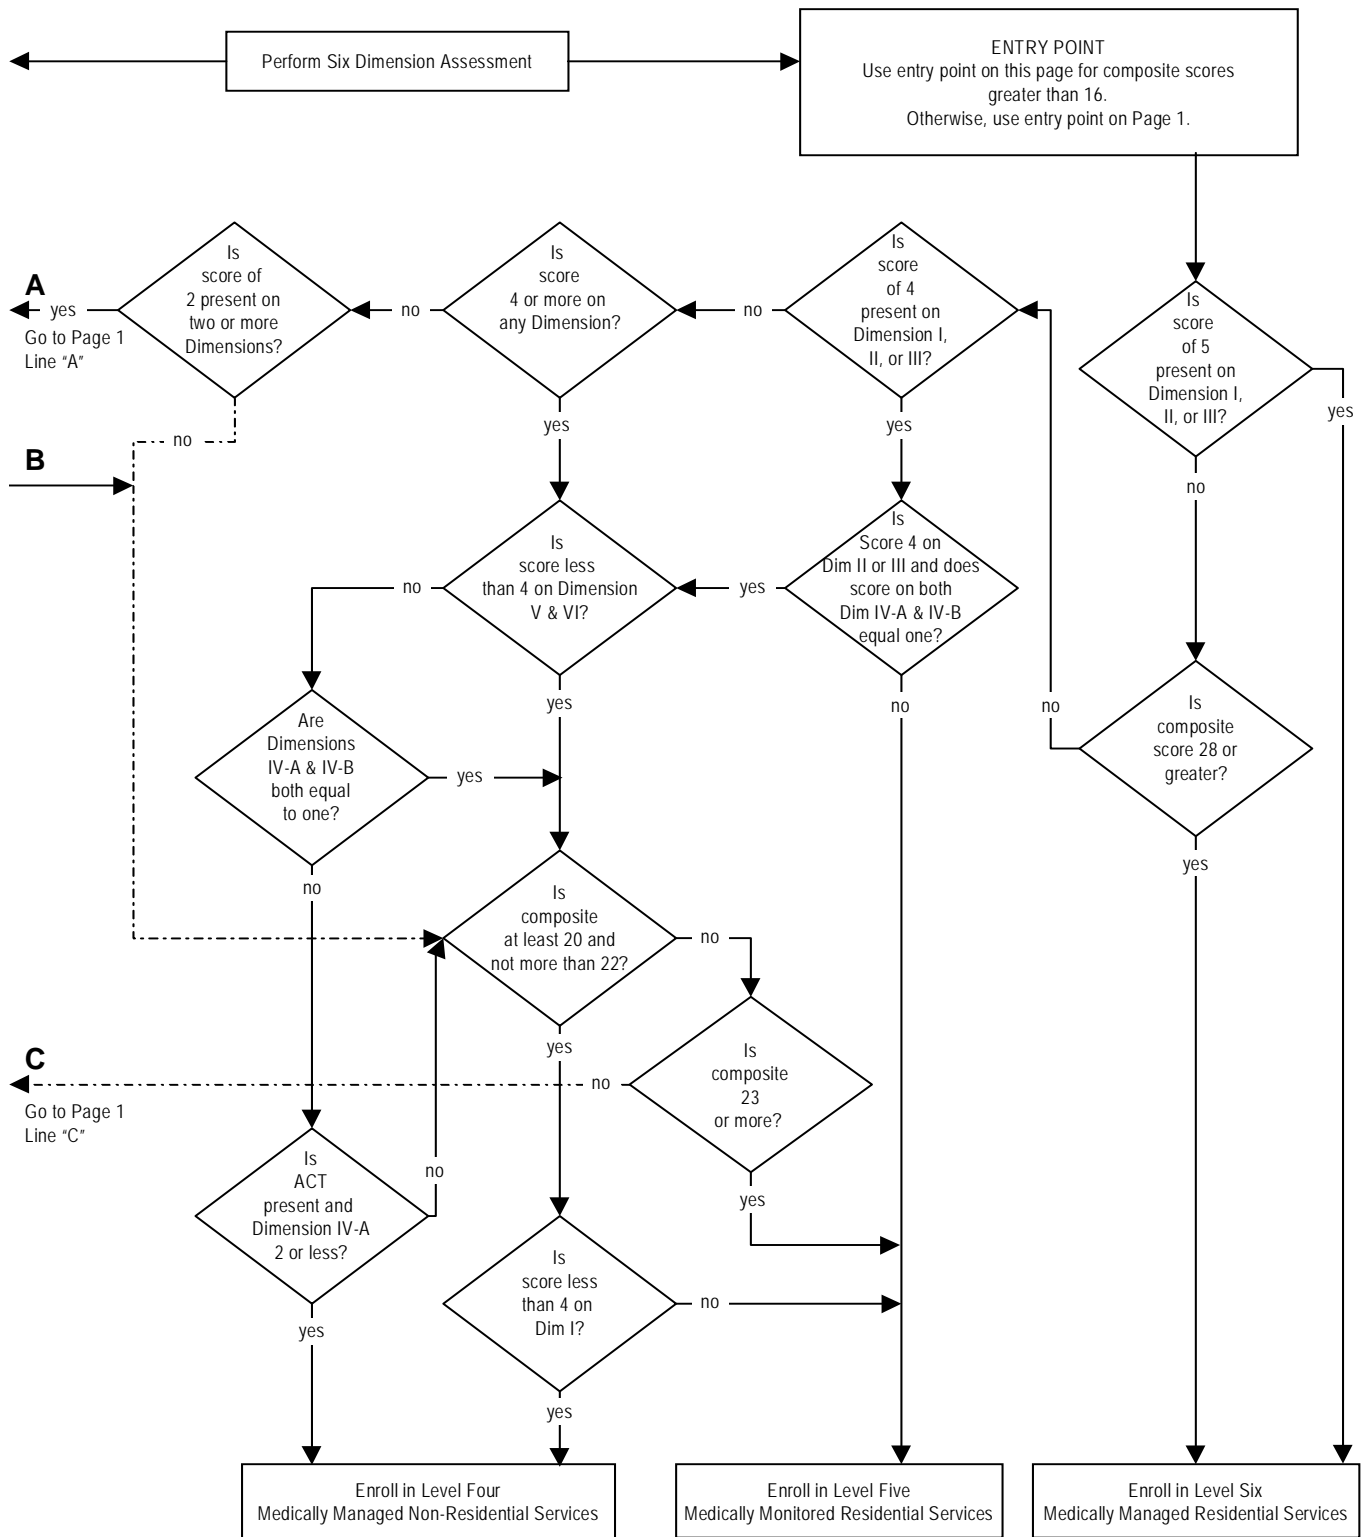 Perform Six Dimension Assessment
ENTRY POINT
Use entry point on this page for composite scores
greater than 16.
Otherwise, use entry point on Page 1.
Is
score of
2 present on
two or more
Dimensions?
Is
score
4 or more on
any Dimension?
Is
score
of 4
present on
Dimension I,
II, or III?
Is
score
of 5
present on
Dimension I,
II, or III?
A
yes
no
no
Go to Page 1
Line "A"
yes
yes
yes
no
B
no
Is
score less
than 4 on Dimension
V & VI?
Is
Score 4 on
Dim II or III and does
score on both
Dim IV-A & IV-B
equal one?
no
yes
yes
no
no
Are
Dimensions
IV-A & IV-B
both equal
to one?
Is
composite
score 28 or
greater?
yes
no
yes
Is
composite
at least 20 and
not more than 22?
no
yes
C
no
Go to Page 1
Line "C"
Is
composite
23
or more?
Is
ACT
present and
Dimension IV-A
2 or less?
no
yes
Is
score less
than 4 on
Dim I?
no
yes
yes
Enroll in Level Four
Medically Managed Non-Residential Services
Enroll in Level Five
Medically Monitored Residential Services
Enroll in Level Six
Medically Managed Residential Services